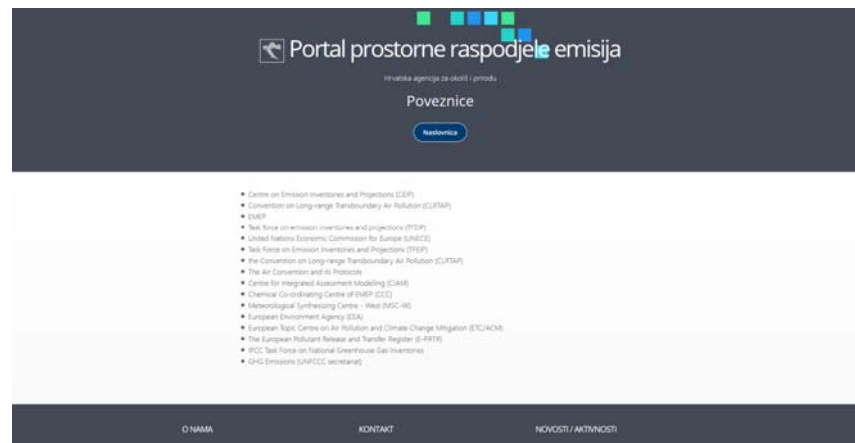 Portal prostorne raspodjele emisija
Hrvatska agencija za okoliš i prirodu
Poveznice
Naslovnica
Centre on Emission Inventories and Projections (CEIP)
Convention on Long-range Transboundary Air Pollution (CLRTAP)
EMEP
Task force on emission inventories and projections (TFEIP)
United Nations Economic Commission for Europe (UNECE)
Task Force on Emission Inventories and Projections (TFEIP)
the Convention on Long-range Transboundary Air Pollution (CLRTAP)
The Air Convention and its Protocols
Centre for Integrated Assessment Modelling (CIAM)
Chemical Co-ordinating Centre of EMEP (CCC)
Meteorological Synthesizing Centre - West (MSC-W)
European Environment Agency (EEA)
European Topic Centre on Air Pollution and Climate Change Mitigation (ETC/ACM)
The European Pollutant Release and Transfer Register (E-PRTR)
IPCC Task Force on National Greenhouse Gas Inventories
GHG Emissions (UNFCCC secretariat)
O NAMA
KONTAKT
NOVOSTI / AKTIVNOSTI